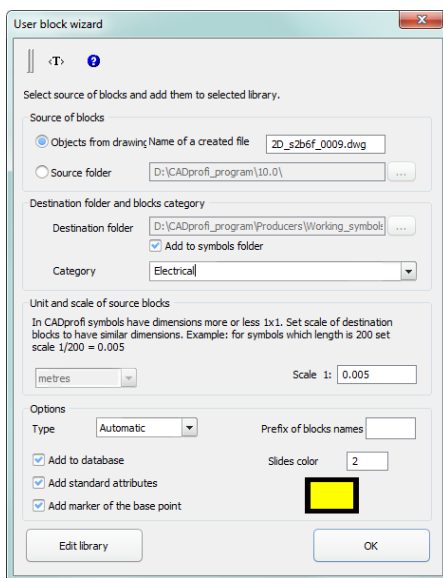 User block wizard
‹T›
Select source of blocks and add them to selected library.
Source of blocks
Objects from drawing Name of a created file 2D_s2b6f_0009.dwg
Source folder D:\CADprofi_program\10.0\ ...
Destination folder and blocks category
Destination folder D:\CADprofi_program\Producers\Working_symbols ...
Add to symbols folder
Category Electrical
Unit and scale of source blocks
In CADprofi symbols have dimensions more or less 1x1. Set scale of destination
blocks to have similar dimensions. Example: for symbols which length is 200 set
scale 1/200 = 0.005
metres Scale 1: 0.005
Options
Type Automatic Prefix of blocks names
Add to database Slides color 2
Add standard attributes
Add marker of the base point
Edit library OK